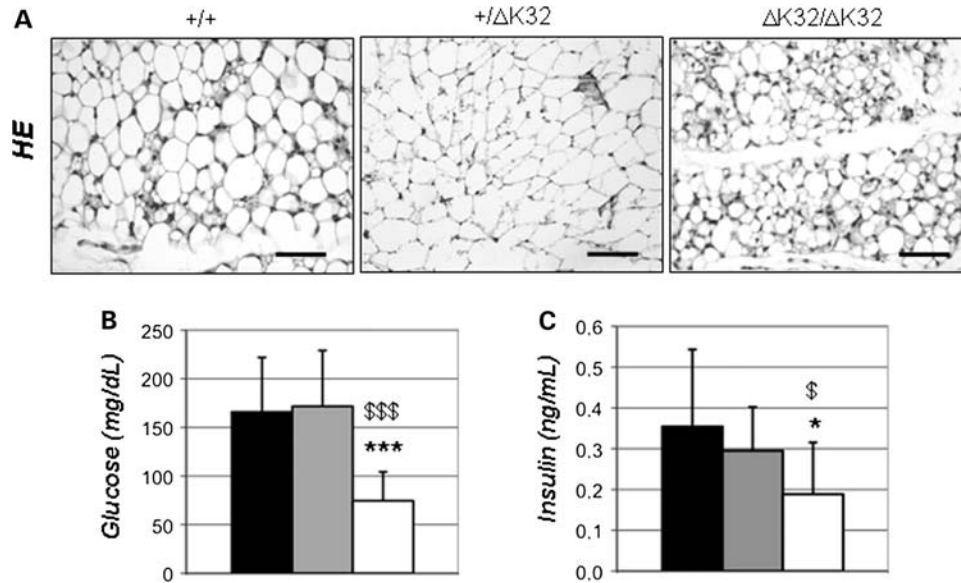 A
+/+
+/ΔK32
ΔK32/ΔK32
HE
B
Glucose (mg/dL)
250
200
150
100
50
0
$$$
***
C
Insulin (ng/mL)
0,6
0,5
0,4
0,3
0,2
0,1
0,0
$
*